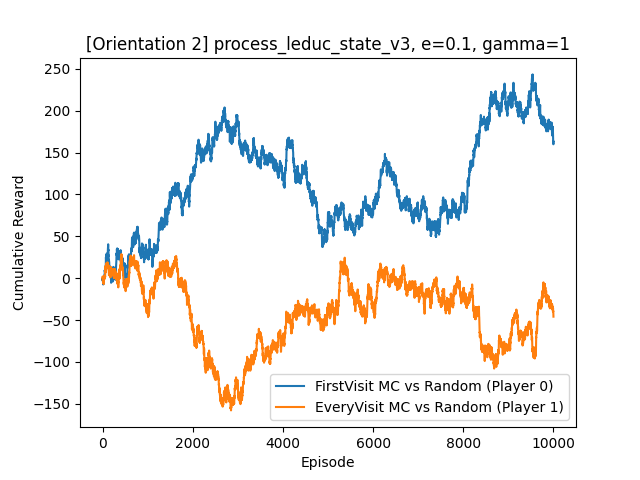 [Orientation 2] process_leduc_state_v3, e=0.1, gamma=1
250
200
150
100
50
0
−50
−100
−150
Cumulative Reward
FirstVisit MC vs Random (Player 0)
EveryVisit MC vs Random (Player 1)
0 2000 4000 6000 8000 10000
Episode